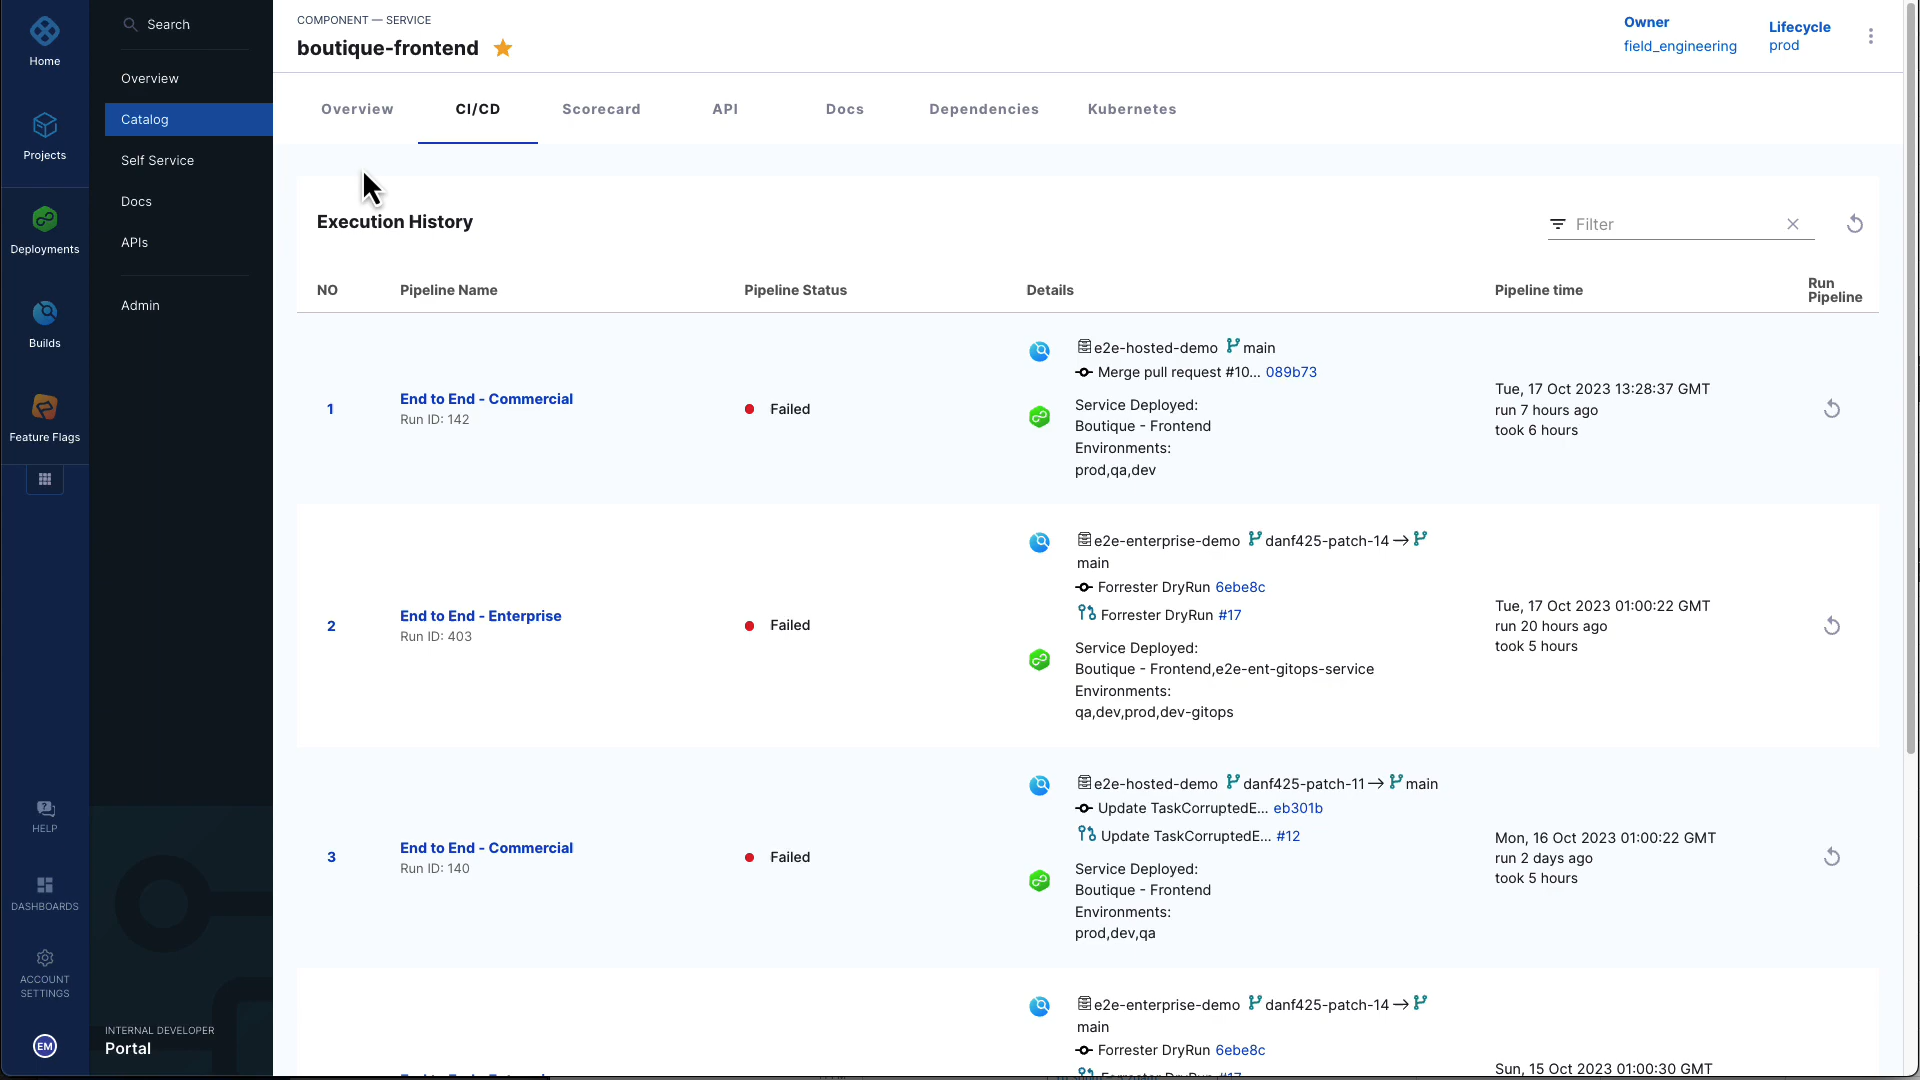 Home
Projects
Deployments
Builds
Feature Flags
HELP
DASHBOARDS
ACCOUNT
SETTINGS
EM
Search
Overview
Catalog
Self Service
Docs
APIs
Admin
INTERNAL DEVELOPER
Portal
COMPONENT — SERVICE
boutique-frontend
Owner
field_engineering
Lifecycle
prod
Overview CI/CD Scorecard API Docs Dependencies Kubernetes
Execution History
Filter
NO Pipeline Name Pipeline Status Details Pipeline time Run
Pipeline
1
End to End - Commercial
Run ID: 142
Failed
e2e-hosted-demo main
Merge pull request #10... 089b73
Service Deployed:
Boutique - Frontend
Environments:
prod,qa,dev
Tue, 17 Oct 2023 13:28:37 GMT
run 7 hours ago
took 6 hours
2
End to End - Enterprise
Run ID: 403
Failed
e2e-enterprise-demo danf425-patch-14 →
main
Forrester DryRun 6ebe8c
Forrester DryRun #17
Service Deployed:
Boutique - Frontend,e2e-ent-gitops-service
Environments:
qa,dev,prod,dev-gitops
Tue, 17 Oct 2023 01:00:22 GMT
run 20 hours ago
took 5 hours
3
End to End - Commercial
Run ID: 140
Failed
e2e-hosted-demo danf425-patch-11 → main
Update TaskCorruptedE... eb301b
Update TaskCorruptedE... #12
Service Deployed:
Boutique - Frontend
Environments:
prod,dev,qa
Mon, 16 Oct 2023 01:00:22 GMT
run 2 days ago
took 5 hours
e2e-enterprise-demo danf425-patch-14 →
main
Forrester DryRun 6ebe8c
Forrester DryRun #17
Sun, 15 Oct 2023 01:00:30 GMT